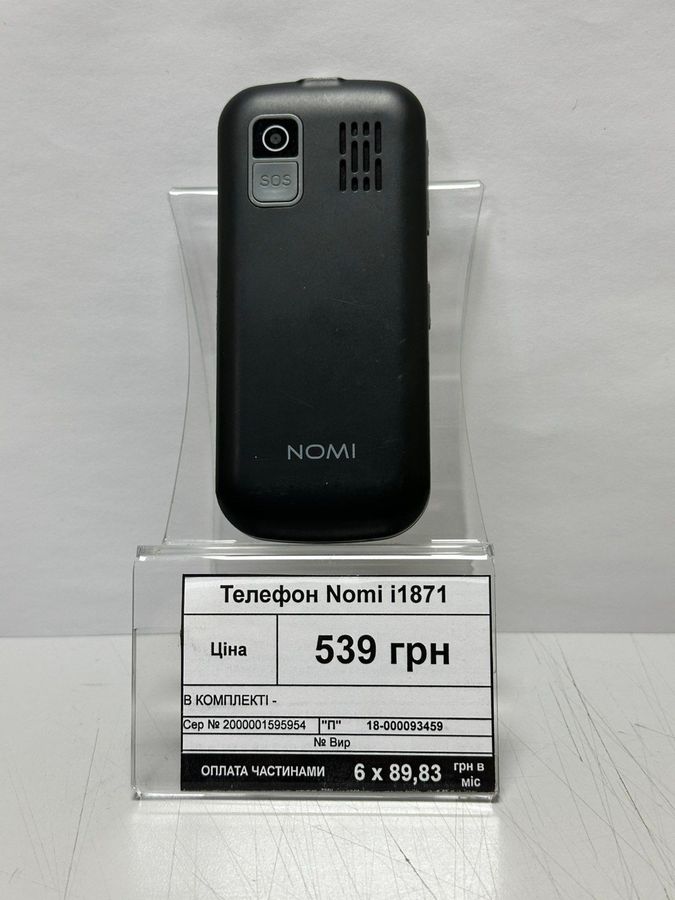 SOS
NOMI
Телефон Nomi i1871
Ціна 539 грн
В КОМПЛЕКТІ -
Сер № 2000001595954 "П" 18-000093459
№ Вир
ОПЛАТА ЧАСТИНАМИ 6 x 89,83 грн в міс